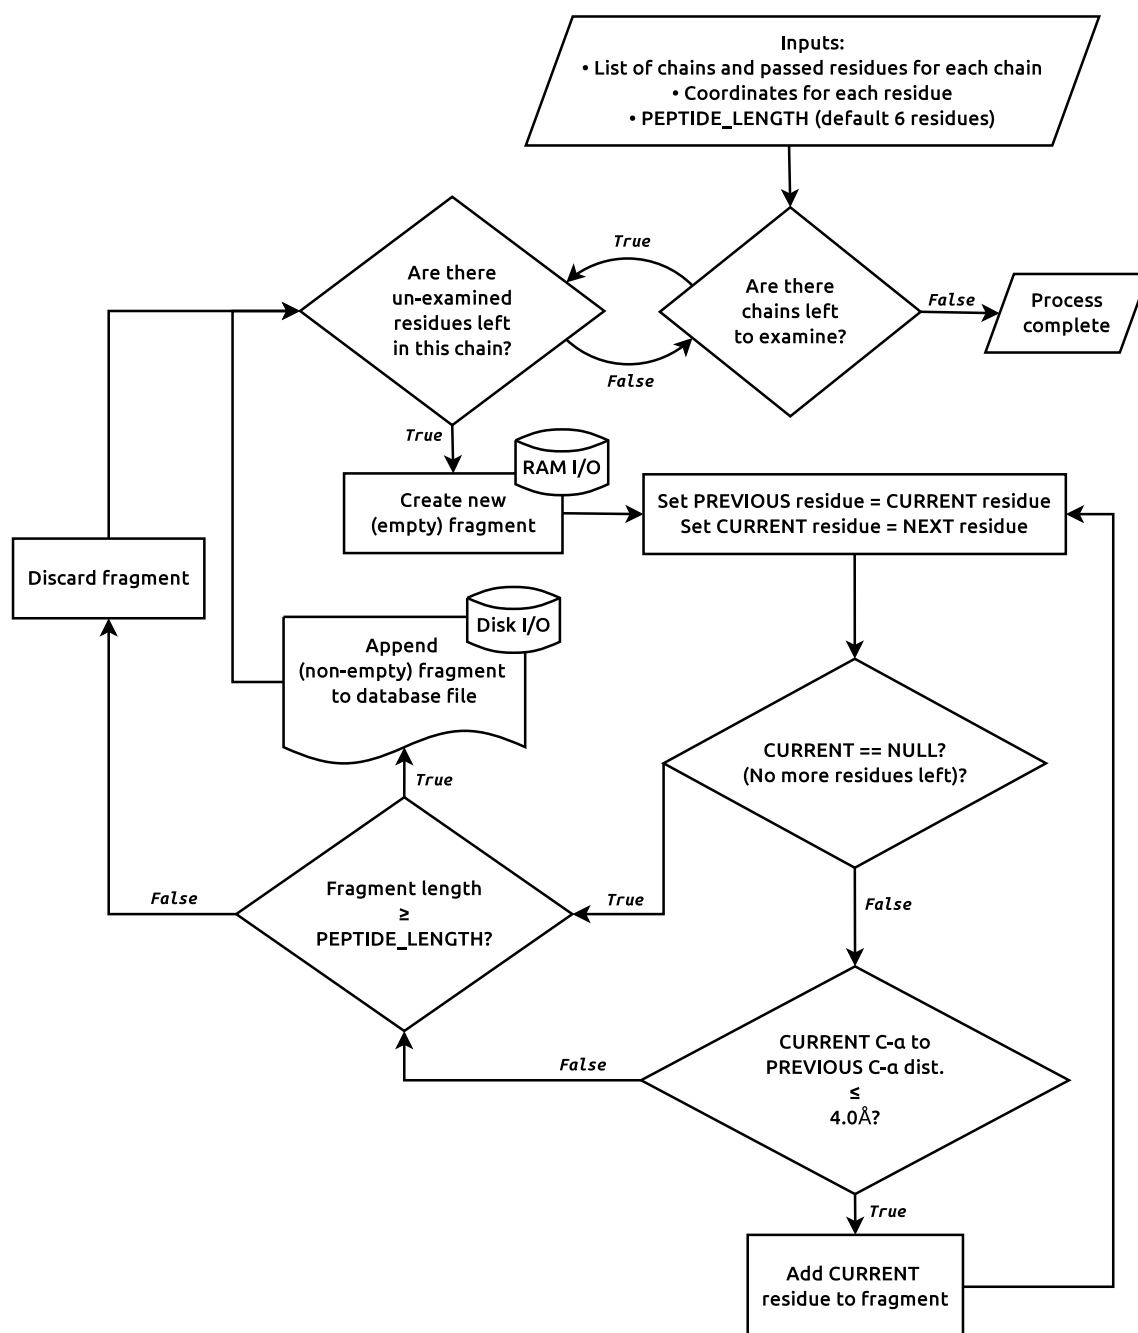 Inputs:
• List of chains and passed residues for each chain
• Coordinates for each residue
• PEPTIDE_LENGTH (default 6 residues)
True
Are there
un-examined
residues left
in this chain?
Are there
chains left
to examine?
False
Process
complete
False
True
RAM I/O
Create new
(empty) fragment
Set PREVIOUS residue = CURRENT residue
Set CURRENT residue = NEXT residue
Discard fragment
Disk I/O
Append
(non-empty) fragment
to database file
CURRENT == NULL?
(No more residues left)?
True
False
Fragment length
≥
PEPTIDE_LENGTH?
True
False
False
CURRENT C-α to
PREVIOUS C-α dist.
≤
4.0Å?
True
Add CURRENT
residue to fragment